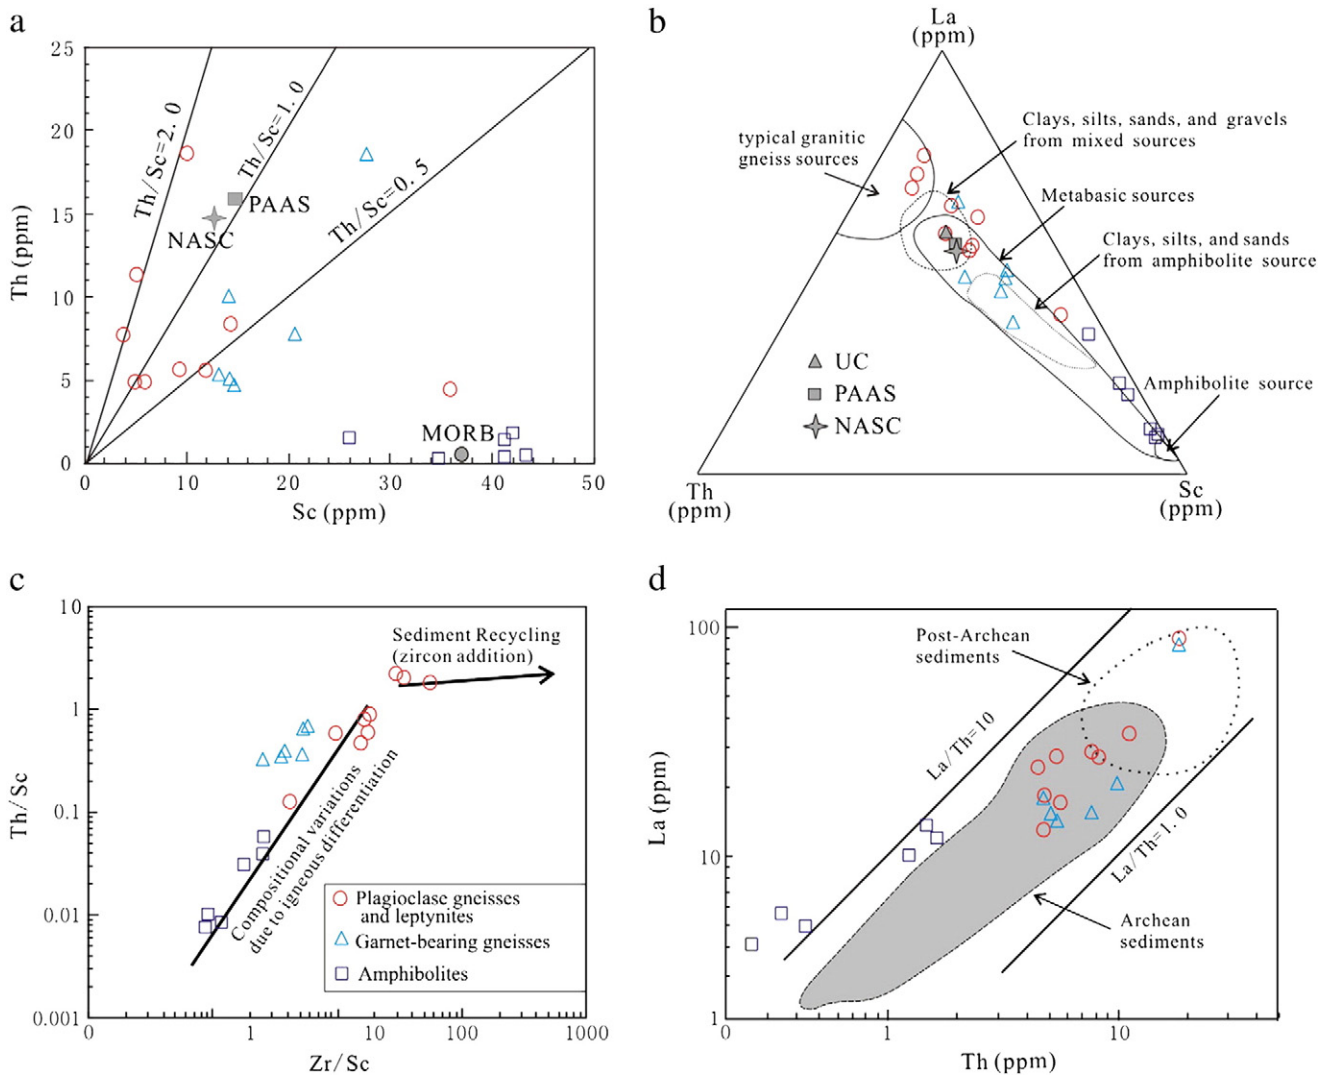 a
25
20
15
10
5
0
Th (ppm)
Th/Sc=2. 0
Th/Sc=1. 0
Th/Sc=0. 5
PAAS
NASC
MORB
0
10
20
30
40
50
Sc (ppm)
b
La
(ppm)
typical granitic
gneiss sources
Clays, silts, sands, and gravels
from mixed sources
Metabasic sources
Clays, silts, and sands
from amphibolite source
Amphibolite source
UC
PAAS
NASC
Th
(ppm)
Sc
(ppm)
c
10
1
0.1
0.01
0.001
Th/Sc
Sediment Recycling
(zircon addition)
Compositional variations
due to igneous differentiation
Plagioclase gneisses
and leptynites
Garnet-bearing gneisses
Amphibolites
0
1
10
100
1000
Zr/Sc
d
100
10
1
La (ppm)
Post-Archean
sediments
La/Th=10
La/Th=1. 0
Archean
sediments
0
1
10
Th (ppm)